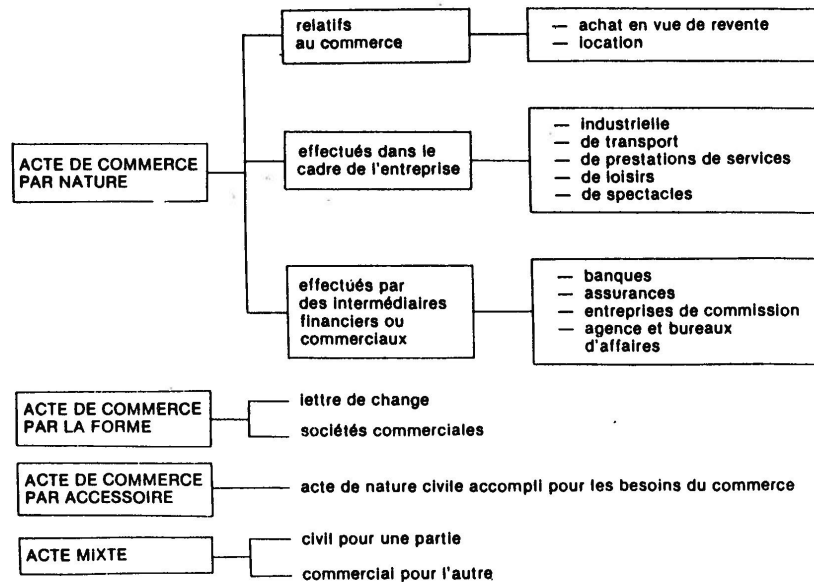 relatifs
au commerce
— achat en vue de revente
— location
ACTE DE COMMERCE
PAR NATURE
effectués dans le
cadre de l'entreprise
— industrielle
— de transport
— de prestations de services
— de loisirs
— de spectacles
effectués par
des intermédiaires
financiers ou
commerciaux
— banques
— assurances
— entreprises de commission
— agence et bureaux
d'affaires
ACTE DE COMMERCE
PAR LA FORME
lettre de change
sociétés commerciales
ACTE DE COMMERCE
PAR ACCESSOIRE
acte de nature civile accompli pour les besoins du commerce
ACTE MIXTE
civil pour une partie
commercial pour l'autre